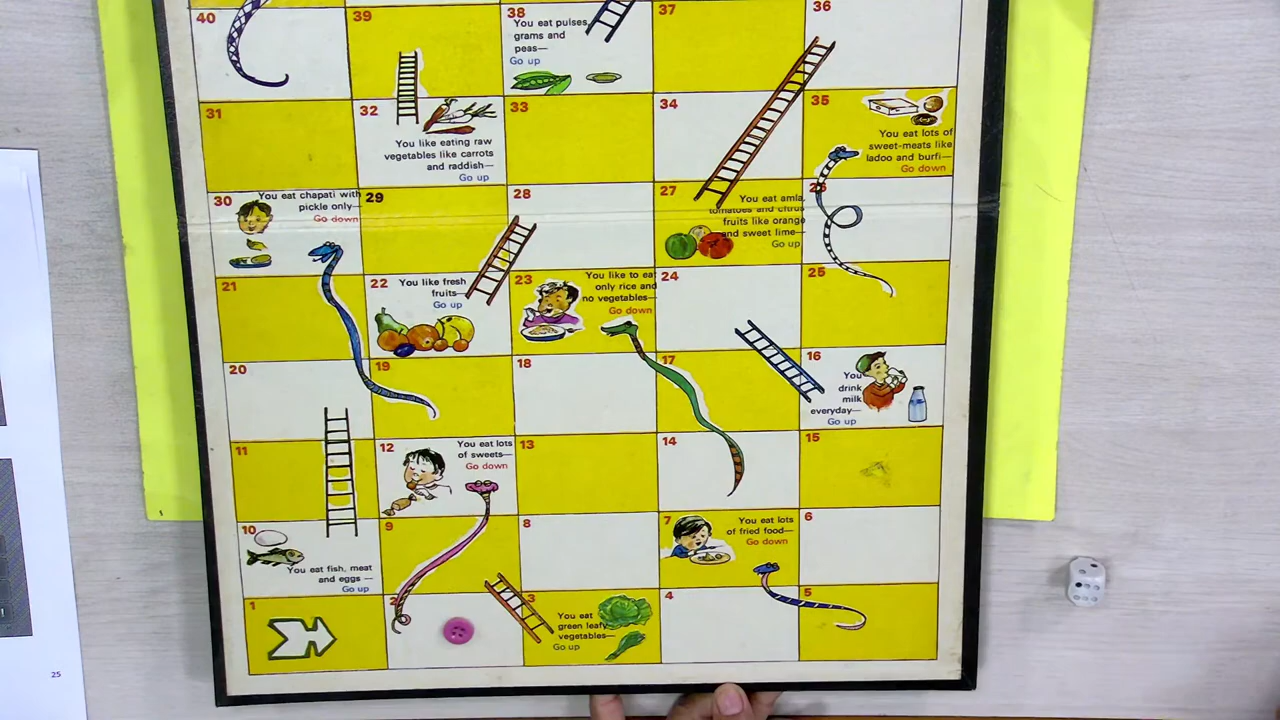 40
39
38
You eat pulses,
grams and
peas—
Go up
37
36
31
32
You like eating raw
vegetables like carrots
and raddish—
Go up
33
34
35
You eat lots of
sweet-meats like
ladoo and burfi—
Go down
30
You eat chapati with
pickle only—
Go down
29
28
27
You eat amla,
tomatoes and citrus
fruits like orange
and sweet lime—
Go up
26
21
22
You like fresh
fruits—
Go up
23
You like to eat
only rice and
no vegetables—
Go down
24
25
20
19
18
17
16
You
drink
milk
everyday—
Go up
11
12
You eat lots
of sweets—
Go down
13
14
15
10
You eat fish, meat
and eggs —
Go up
9
8
7
You eat lots
of fried food—
Go down
6
1
2
3
You eat
green leafy
vegetables—
Go up
4
5
25